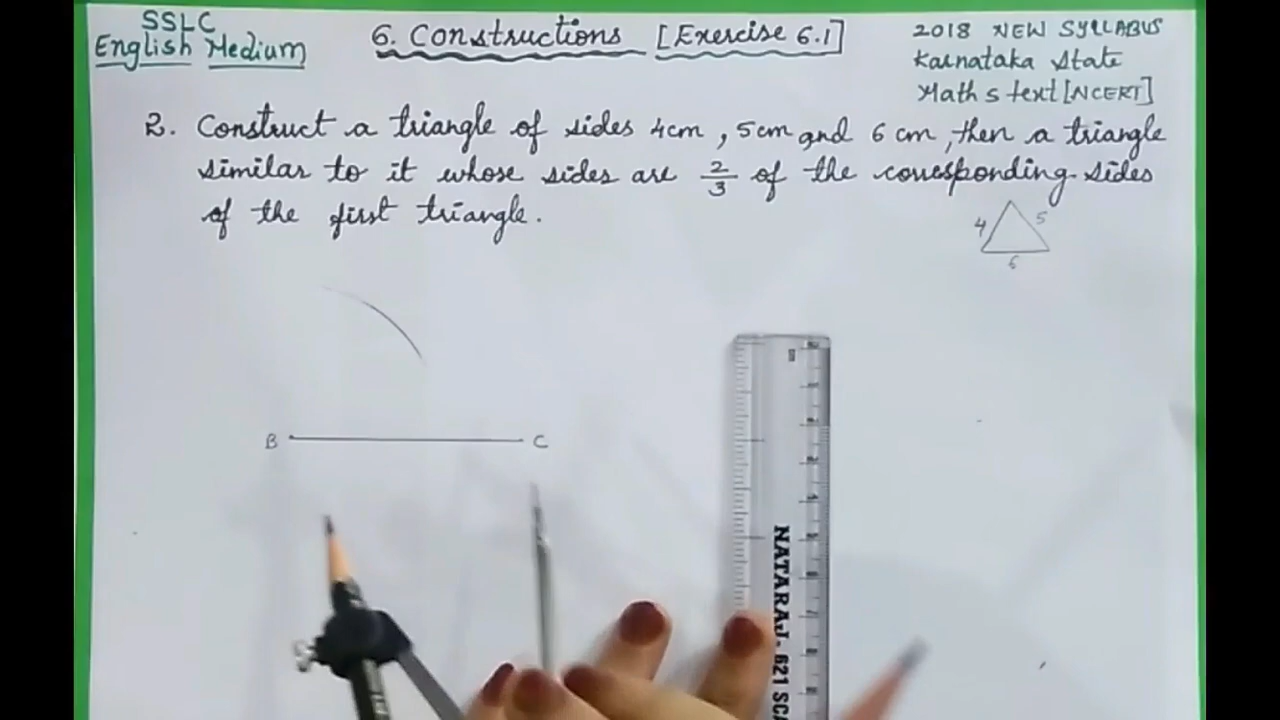 SSLC
English Medium
6. Constructions [Exercise 6.1]
2018 NEW SYLLABUS
Karnataka State
Maths text [NCERT]
2. Construct a triangle of sides 4cm, 5cm and 6 cm, then a triangle
similar to it whose sides are 2/3 of the corresponding sides
of the first triangle.
4 5
6
B C
NATARAJ. 621 SCA